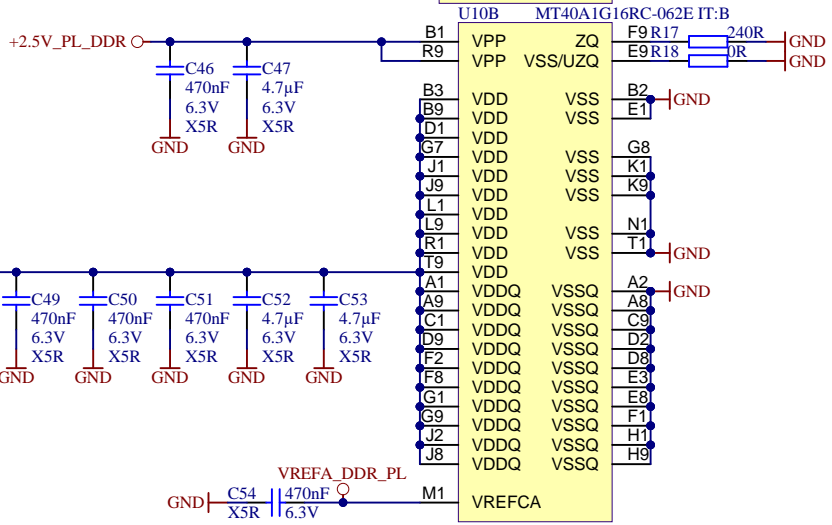 U10B MT40A1G16RC-062E IT:B
+2.5V_PL_DDR B1 VPP ZQ F9 R17 240R GND
R9 VPP VSS/UZQ E9 R18 0R GND
C46 470nF 6.3V X5R GND
C47 4.7µF 6.3V X5R GND
B3 VDD VSS B2 GND
B9 VDD VSS E1
D1 VDD
G7 VDD VSS G8
J1 VDD VSS K1
J9 VDD VSS K9
L1 VDD
L9 VDD VSS N1
R1 VDD VSS T1 GND
T9 VDD
A1 VDDQ VSSQ A2 GND
A9 VDDQ VSSQ A8
C1 VDDQ VSSQ C9
D9 VDDQ VSSQ D2
F2 VDDQ VSSQ D8
F8 VDDQ VSSQ E3
G1 VDDQ VSSQ E8
G9 VDDQ VSSQ F1
J2 VDDQ VSSQ H1
J8 VDDQ VSSQ H9
C49 470nF 6.3V X5R GND
C50 470nF 6.3V X5R GND
C51 470nF 6.3V X5R GND
C52 4.7µF 6.3V X5R GND
C53 4.7µF 6.3V X5R GND
VREFA_DDR_PL
GND C54 470nF M1 VREFCA
X5R 6.3V